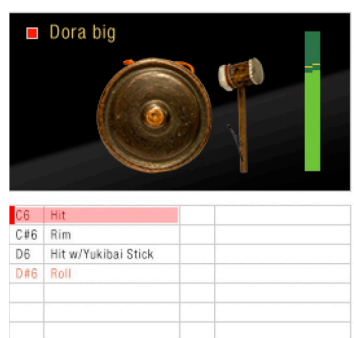 Dora big
C6 Hit
C#6 Rim
D6 Hit w/Yukibai Stick
D#6 Roll